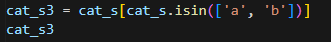 cat_s3 = cat_s[cat_s.isin(['a', 'b'])]
cat_s3